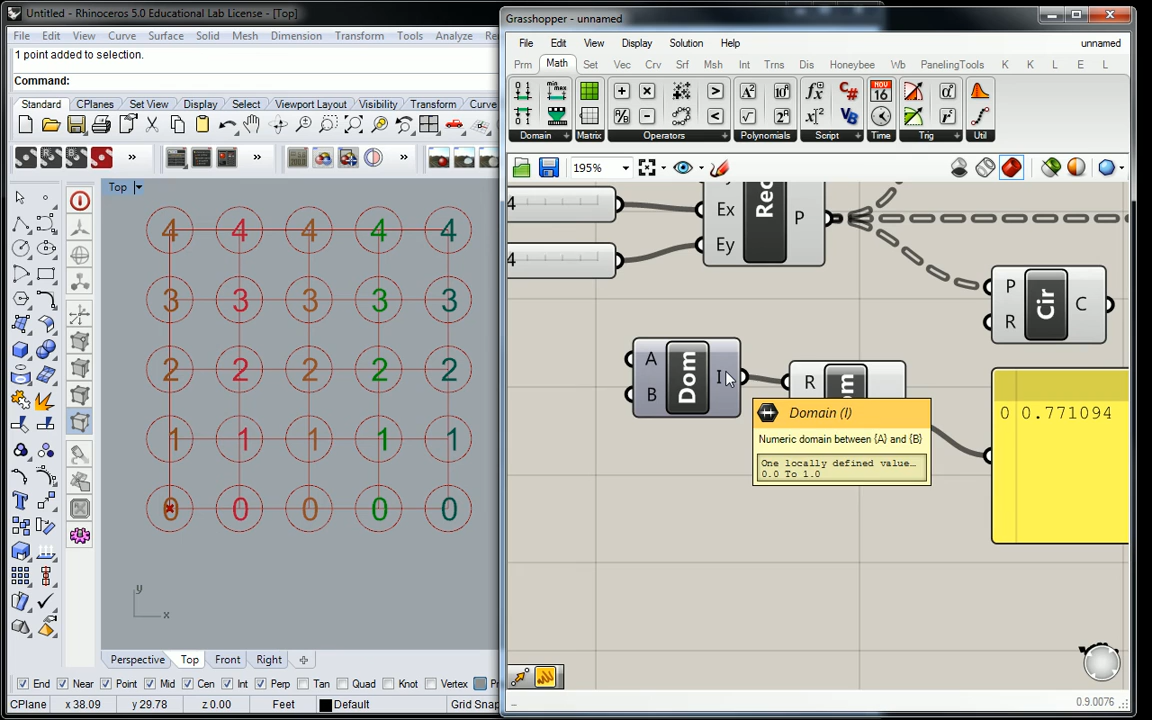 Untitled - Rhinoceros 5.0 Educational Lab License - [Top]
File Edit View Curve Surface Solid Mesh Dimension Transform Tools Analyze
1 point added to selection.
Command:
Standard CPlanes Set View Display Select Viewport Layout Visibility Transform Curve
» » »
Top
4 4 4 4 4
3 3 3 3 3
2 2 2 2 2
1 1 1 1 1
0 0 0 0 0
y
x
Perspective Top Front Right
End Near Point Mid Cen Int Perp Tan Quad Knot Vertex
CPlane x 38.09 y 29.78 z 0.00 Feet Default Grid Snap
Grasshopper - unnamed
File Edit View Display Solution Help unnamed
Prm Math Set Vec Crv Srf Msh Int Trns Dis Honeybee Wb PanelingTools K K L E L
Domain Matrix Operators Polynomials Script Time Trig Util
195%
4 Ex Rec P
4 Ey
P Cir C
R
A Dom I
B
R
Domain (I)
Numeric domain between {A} and {B}
One locally defined value…
0.0 To 1.0
0 0.771094
0.9.0076